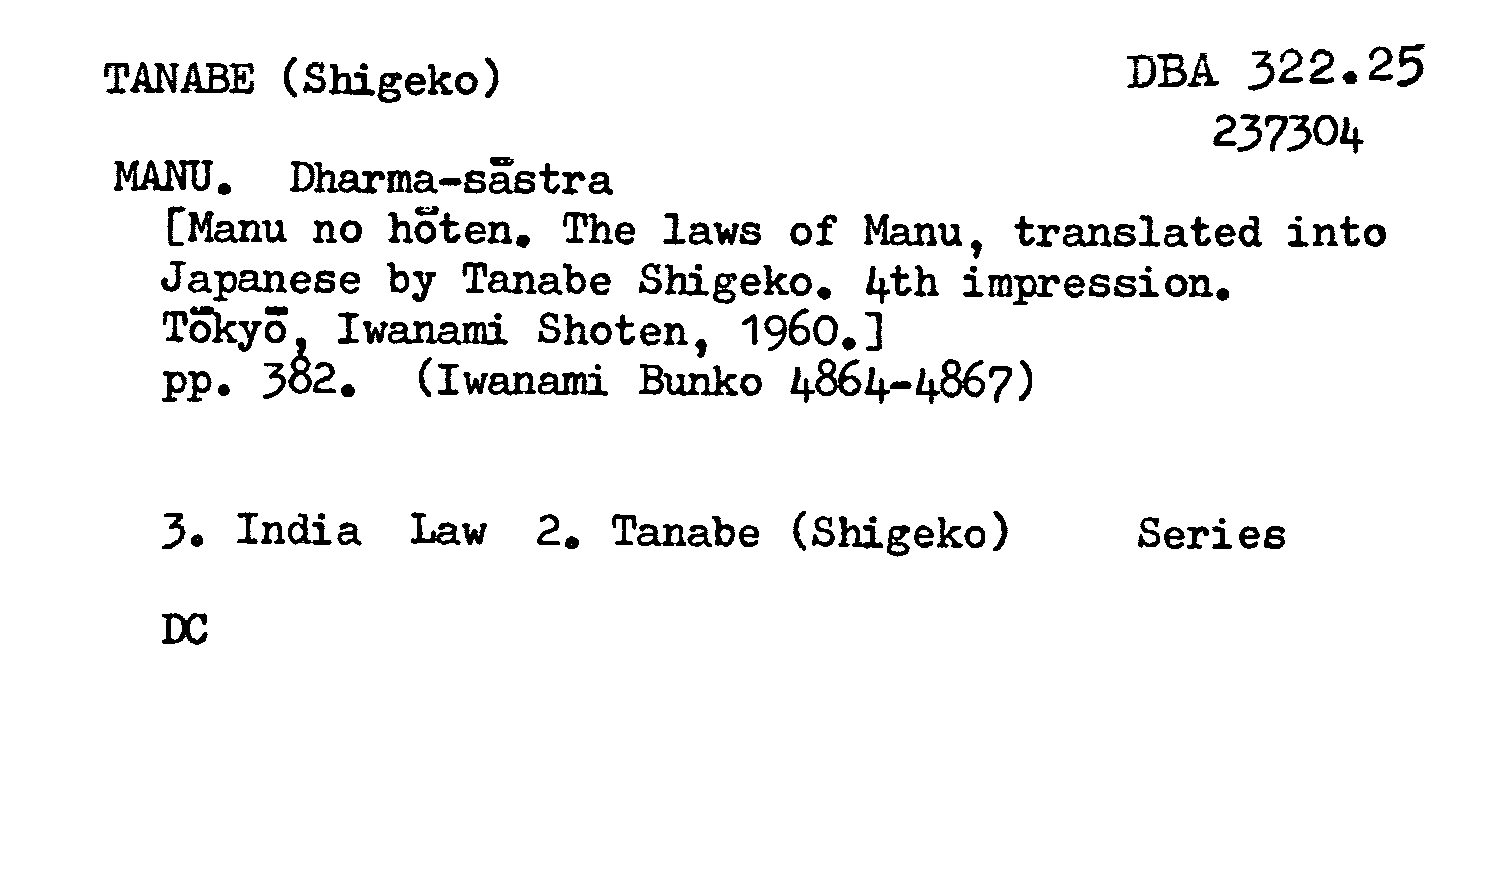 TANABE (Shigeko)
DBA 322.25
237304
MANU. Dharma-sāstra
[Manu no hōten. The laws of Manu, translated into
Japanese by Tanabe Shigeko. 4th impression.
Tōkyō, Iwanami Shoten, 1960.]
pp. 382. (Iwanami Bunko 4864-4867)
3. India Law 2. Tanabe (Shigeko) Series
DC